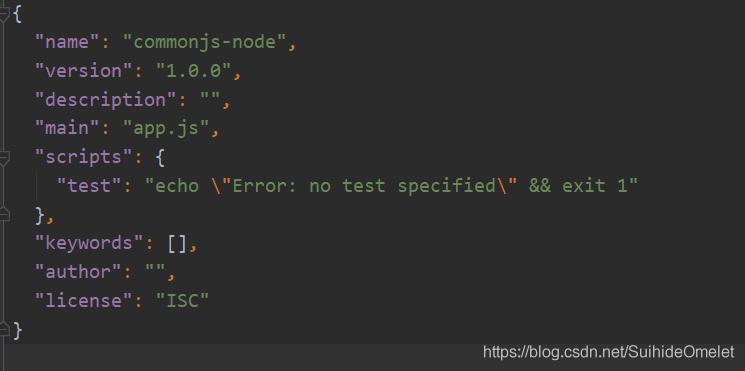 {
"name": "commonjs-node",
"version": "1.0.0",
"description": "",
"main": "app.js",
"scripts": {
"test": "echo \"Error: no test specified\" && exit 1"
},
"keywords": [],
"author": "",
"license": "ISC"
}
https://blog.csdn.net/SuihideOmelet